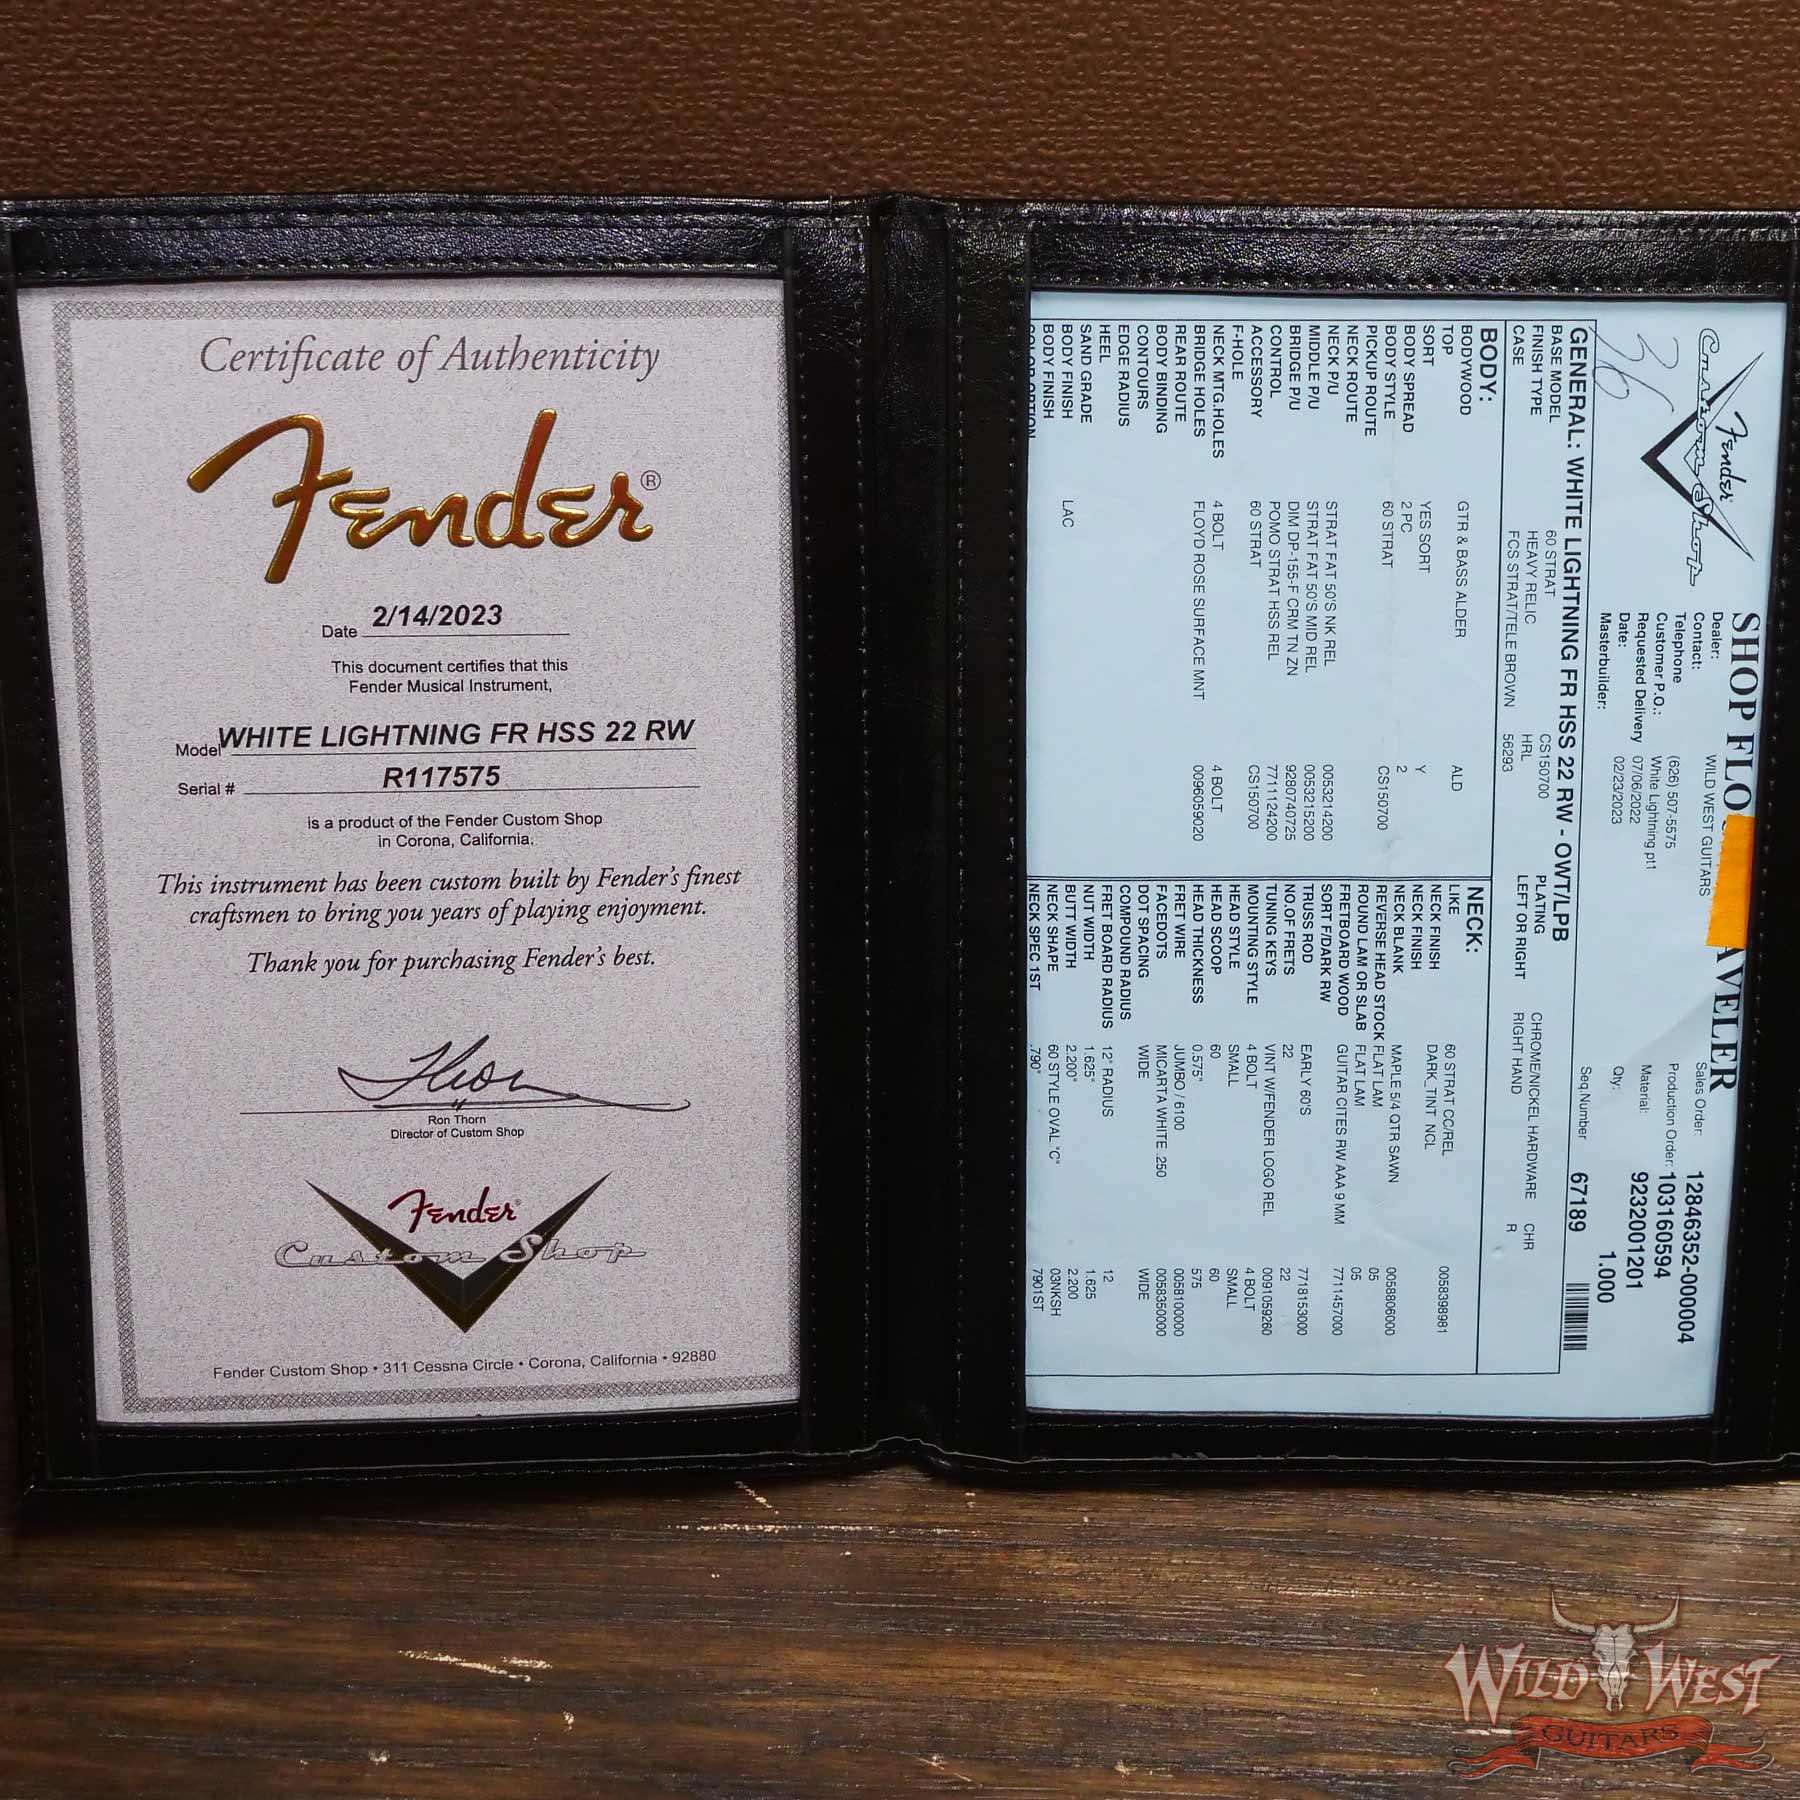 Certificate of Authenticity
Fender®
Date 2/14/2023
This document certifies that this
Fender Musical Instrument,
Model WHITE LIGHTNING FR HSS 22 RW
Serial # R117575
is a product of the Fender Custom Shop
in Corona, California.
This instrument has been custom built by Fender's finest
craftsmen to bring you years of playing enjoyment.
Thank you for purchasing Fender's best.
Ron Thorn
Director of Custom Shop
Fender®
Custom Shop
Fender Custom Shop • 311 Cessna Circle • Corona, California • 92880
Fender
Custom Shop
SHOP FLO AVELER
Dealer: WILD WEST GUITARS
Contact:
Telephone (626) 507-5575
Customer P.O.: White Lightning pt1
Requested Delivery 07/06/2022
Date: 02/23/2023
Masterbuilder:
Sales Order: 128463352-000004
Production Order: 103160594
Material: 9232001201
Qty: 1.000
Seq.Number 67189
GENERAL: WHITE LIGHTNING FR HSS 22 RW - OWT/LPB
BASE MODEL 60 STRAT CS150700 PLATING CHROME/NICKEL HARDWARE CHR
FINISH TYPE HEAVY RELIC HRL LEFT OR RIGHT RIGHT HAND R
CASE FCS STRAT/TELE BROWN 56293
BODY:
BODYWOOD GTR & BASS ALDER ALD
TOP
SORT YES SORT Y
BODY SPREAD 2 PC 2
BODY STYLE 60 STRAT CS150700
PICKUP ROUTE
NECK ROUTE
NECK P/U STRAT FAT 50'S NK REL 0053214200
MIDDLE P/U STRAT FAT 50'S MID REL 0053215200
BRIDGE P/U DIM DP-155-F CRM TN ZN 9280740725
CONTROL POMO STRAT HSS REL 7711124200
ACCESSORY 60 STRAT CS150700
F-HOLE
NECK MTG.HOLES 4 BOLT 4 BOLT
BRIDGE HOLES FLOYD ROSE SURFACE MNT 0096059020
REAR ROUTE
BODY BINDING
CONTOURS
EDGE RADIUS
HEEL
SAND GRADE
BODY FINISH LAC
BODY FINISH
COLOR OPTION
NECK:
LIKE 60 STRAT CC/REL 0058398981
NECK FINISH DARK_TINT NCL
NECK FINISH
NECK BLANK MAPLE 5/4 QTR SAWN 0058806000
REVERSE HEAD STOCK FLAT LAM 05
ROUND LAM OR SLAB FLAT LAM 05
FRETBOARD WOOD GUITAR CITES RW AAA 9 MM 7711457000
SORT F/DARK RW
TRUSS ROD EARLY 60'S 7718153000
NO.OF FRETS 22 22
TUNING KEYS VINT W/FENDER LOGO REL 0091059260
MOUNTING STYLE 4 BOLT 4 BOLT
HEAD STYLE SMALL SMALL
HEAD SCOOP 60 60
HEAD THICKNESS 0.575" 575
FRET WIRE JUMBO / 6100 0058100000
FACEDOTS MICARTA WHITE .250 0058350000
DOT SPACING WIDE WIDE
COMPOUND RADIUS
FRET BOARD RADIUS 12" RADIUS 12
NUT WIDTH 1.625" 1.625
BUTT WIDTH 2.200" 2.200
NECK SHAPE 60 STYLE OVAL "C" 03NKSH
NECK SPEC 1ST .790" 7901ST
WILD WEST
GUITARS